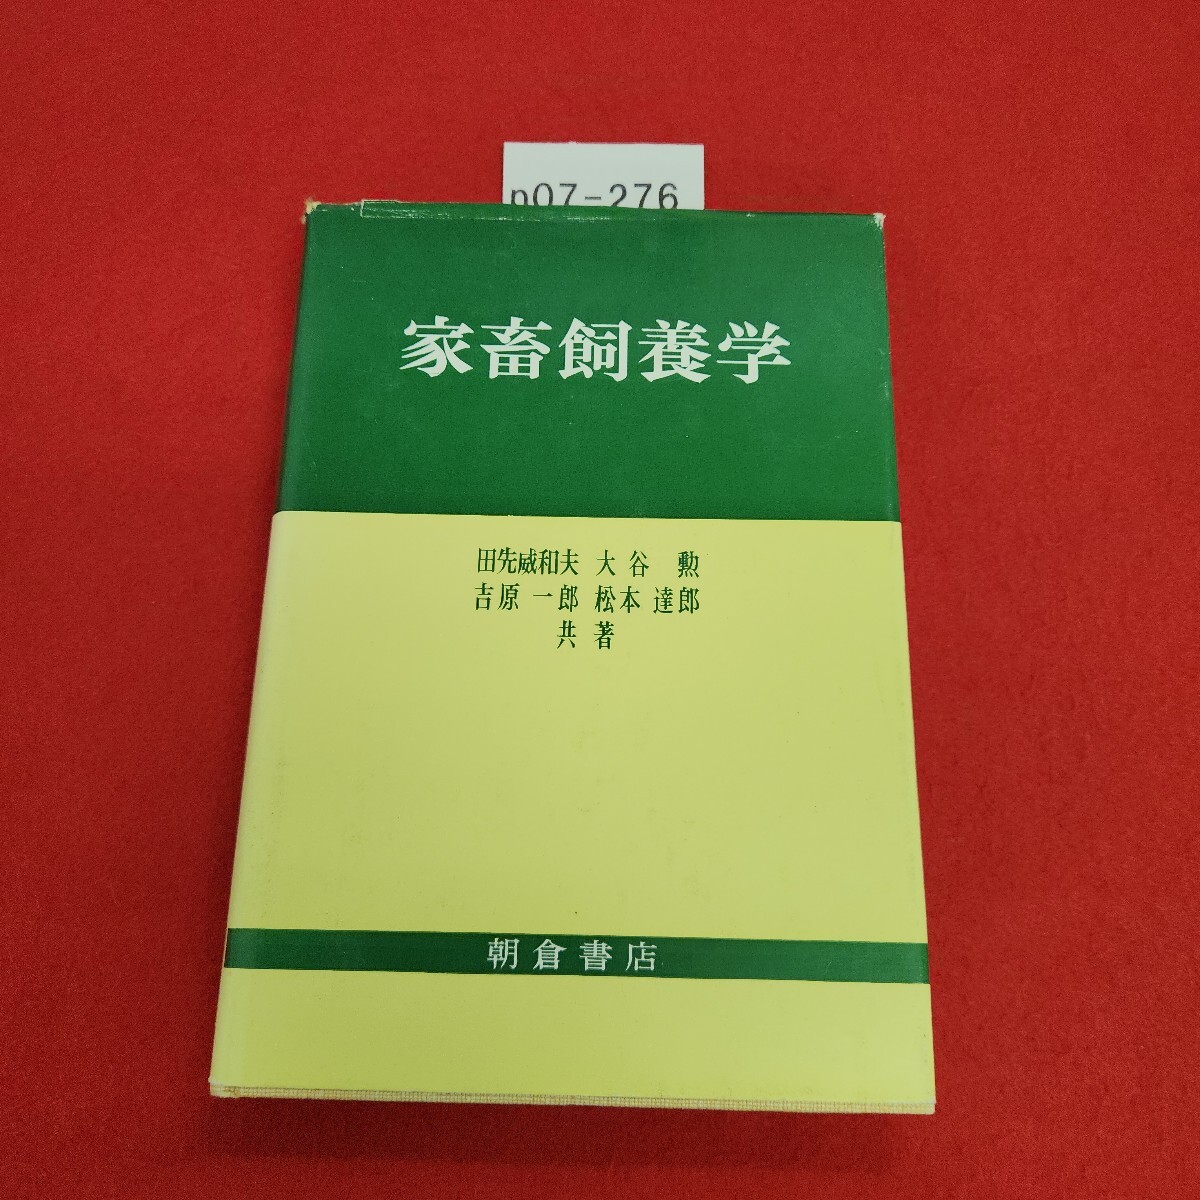 n07-276
家畜飼養学
田先威和夫 大谷 勲
吉原一郎 松本達郎
共著
朝倉書店